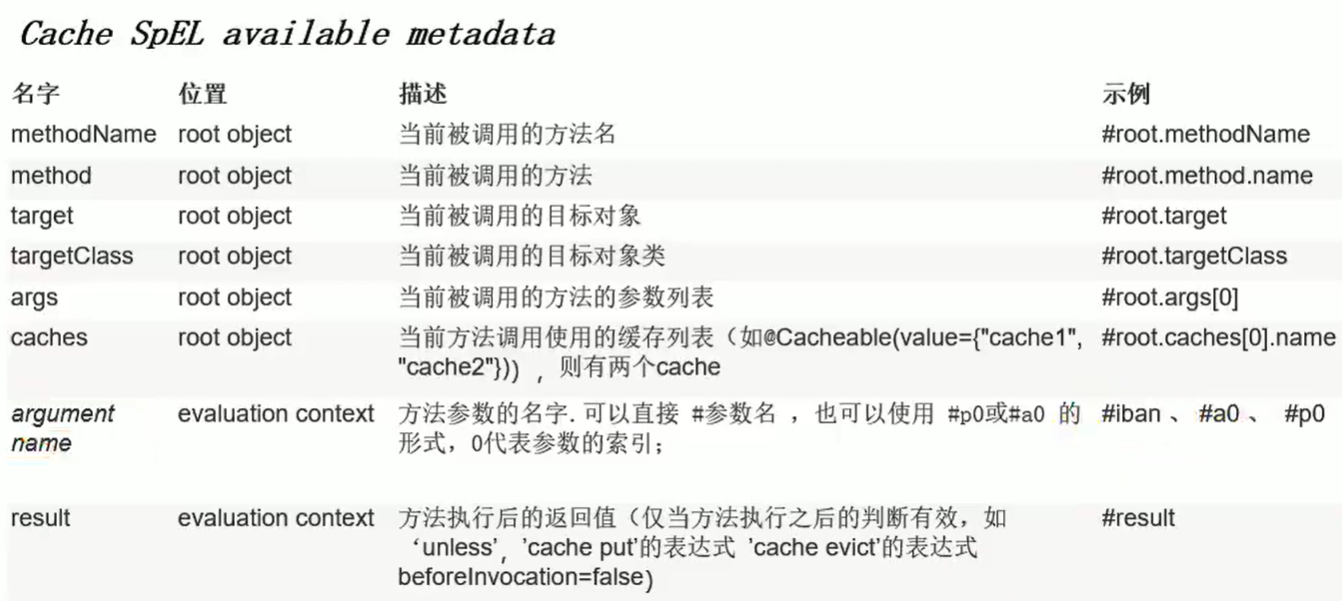 Cache SpEL available metadata
名字 位置 描述 示例
methodName root object 当前被调用的方法名 #root.methodName
method root object 当前被调用的方法 #root.method.name
target root object 当前被调用的目标对象 #root.target
targetClass root object 当前被调用的目标对象类 #root.targetClass
args root object 当前被调用的方法的参数列表 #root.args[0]
caches root object 当前方法调用使用的缓存列表（如@Cacheable(value={"cache1", #root.caches[0].name
"cache2"})），则有两个cache
argument evaluation context 方法参数的名字. 可以直接 #参数名 ，也可以使用 #p0或#a0 的 #iban 、 #a0 、 #p0
name 形式，0代表参数的索引；
result evaluation context 方法执行后的返回值（仅当方法执行之后的判断有效，如 #result
‘unless’，'cache put'的表达式 'cache evict'的表达式
beforeInvocation=false）